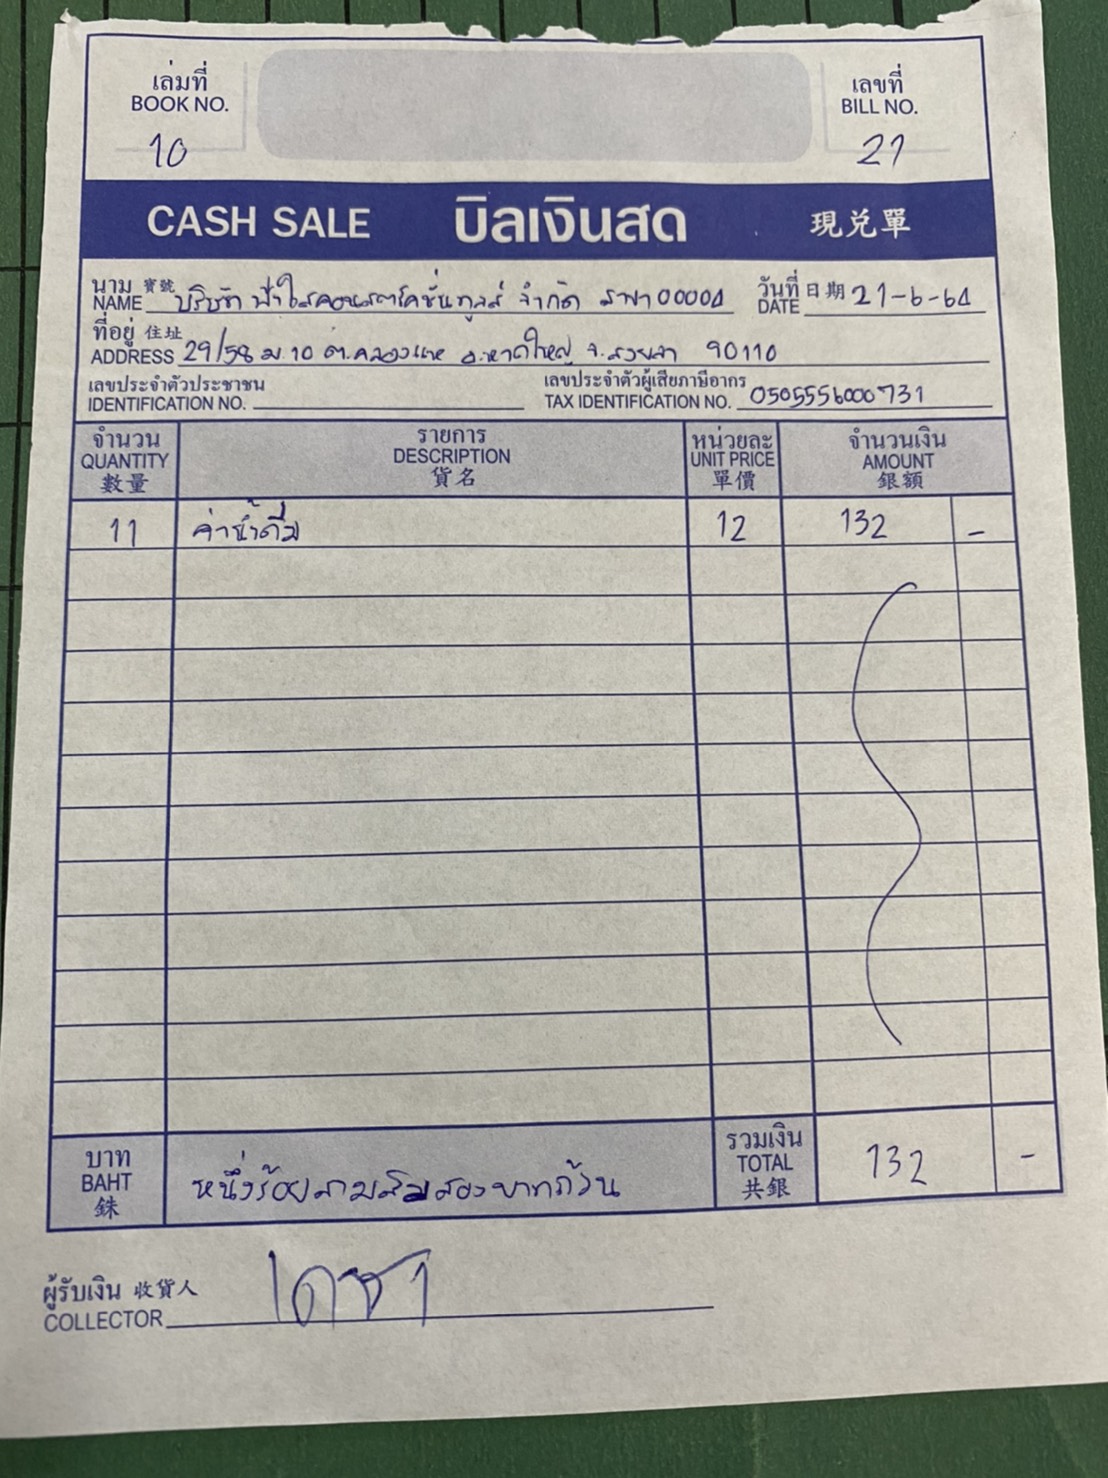 เล่มที่ เลขที่
BOOK NO. BILL NO.
10 21
CASH SALE บิลเงินสด 現兌單
นาม 寶號 วันที่ 日期
NAME บริษัท ฟ้าใสคอนสตรัคชั่นทูลส์ จำกัด สาขา 00001 DATE 21-6-64
ที่อยู่ 住址
ADDRESS 29/58 ม.10 ต.คลองแห อ.หาดใหญ่ จ.สงขลา 90110
เลขประจำตัวประชาชน เลขประจำตัวผู้เสียภาษีอากร
IDENTIFICATION NO. TAX IDENTIFICATION NO. 0505556000731
จำนวน รายการ หน่วยละ จำนวนเงิน
QUANTITY DESCRIPTION UNIT PRICE AMOUNT
數量 貨名 單價 銀額
11 ค่าน้ำดื่ม 12 132 -
บาท รวมเงิน
BAHT หนึ่งร้อยสามสิบสองบาทถ้วน TOTAL 132 -
銖 共銀
ผู้รับเงิน 收貨人
COLLECTOR เดชา